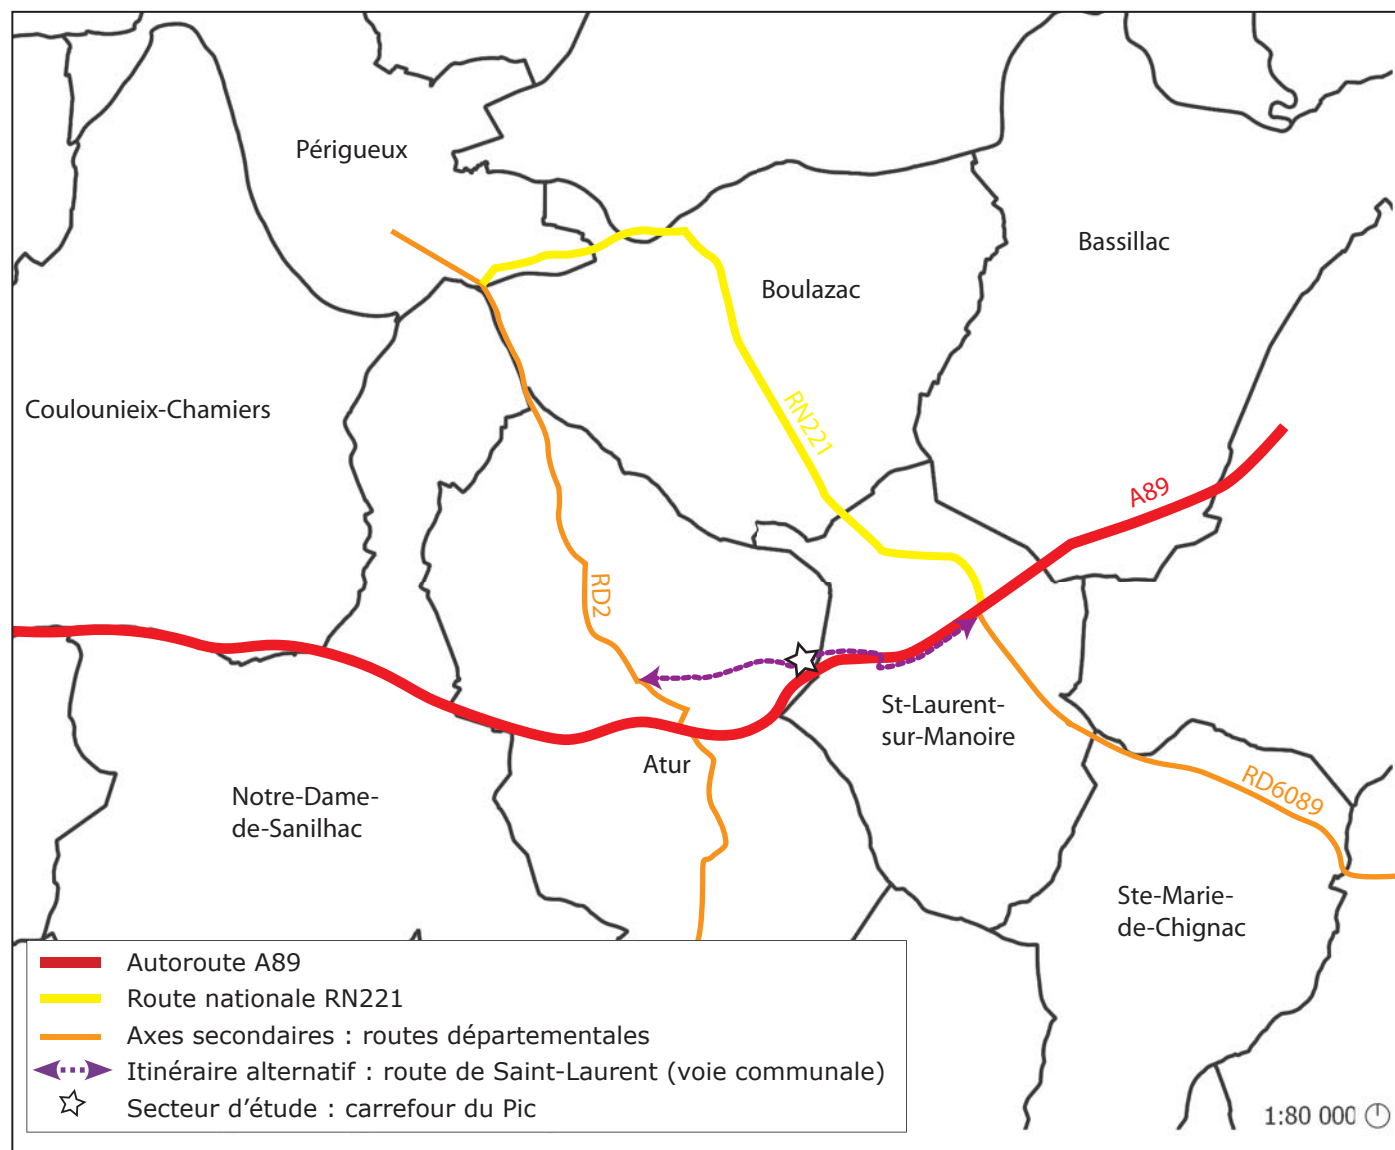 Périgueux
Bassillac
Boulazac
Coulounieix-Chamiers
RN221
A89
RD2
St-Laurent-
sur-Manoire
Atur
RD6089
Notre-Dame-
de-Sanilhac
Ste-Marie-
de-Chignac
Autoroute A89
Route nationale RN221
Axes secondaires : routes départementales
Itinéraire alternatif : route de Saint-Laurent (voie communale)
Secteur d'étude : carrefour du Pic
1:80 000